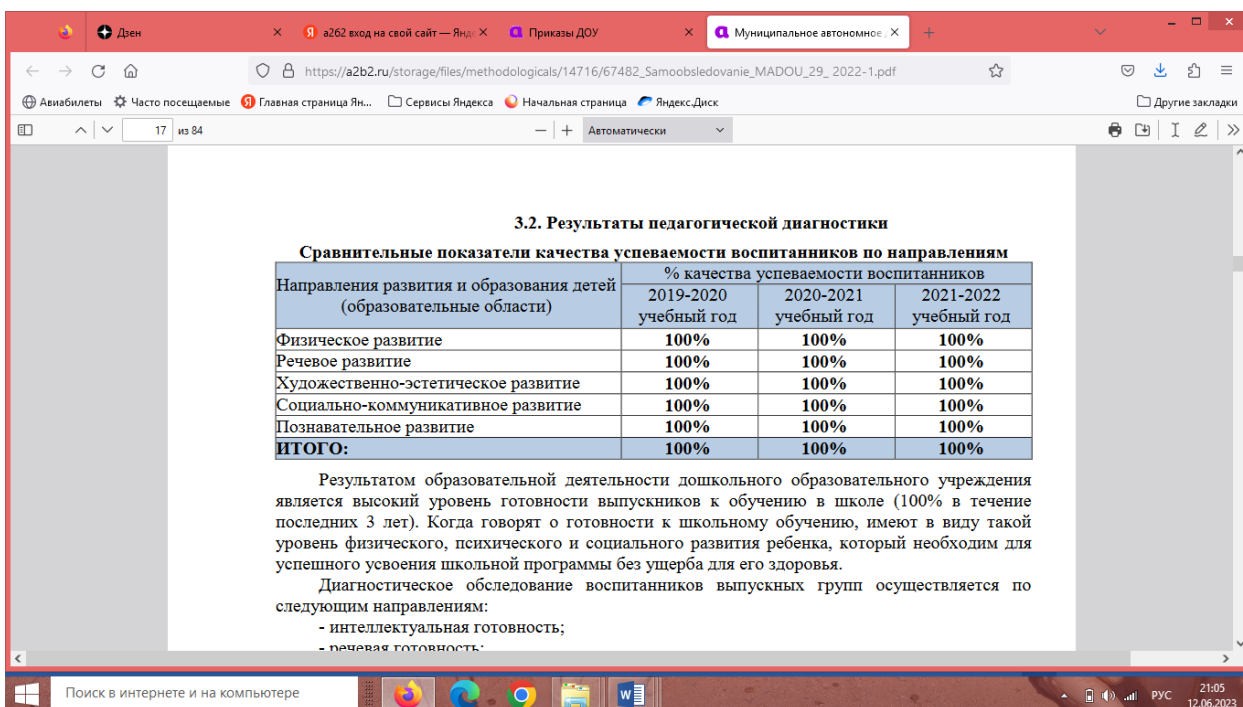 Дзен
а2б2 вход на свой сайт — Янд
Приказы ДОУ
Муниципальное автономное
https://a2b2.ru/storage/files/methodologicals/14716/67482_Samoobsledovanie_MADOU_29_ 2022-1.pdf
Авиабилеты Часто посещаемые Главная страница Ян... Сервисы Яндекса Начальная страница Яндекс.Диск Другие закладки
17 из 84 Автоматически
3.2. Результаты педагогической диагностики
Сравнительные показатели качества успеваемости воспитанников по направлениям
Направления развития и образования детей
(образовательные области)
% качества успеваемости воспитанников
2019-2020 2020-2021 2021-2022
учебный год учебный год учебный год
Физическое развитие 100% 100% 100%
Речевое развитие 100% 100% 100%
Художественно-эстетическое развитие 100% 100% 100%
Социально-коммуникативное развитие 100% 100% 100%
Познавательное развитие 100% 100% 100%
ИТОГО: 100% 100% 100%
Результатом образовательной деятельности дошкольного образовательного учреждения
является высокий уровень готовности выпускников к обучению в школе (100% в течение
последних 3 лет). Когда говорят о готовности к школьному обучению, имеют в виду такой
уровень физического, психического и социального развития ребенка, который необходим для
успешного усвоения школьной программы без ущерба для его здоровья.
Диагностическое обследование воспитанников выпускных групп осуществляется по
следующим направлениям:
- интеллектуальная готовность;
- речевая готовность;
Поиск в интернете и на компьютере
РУС
21:05
12.06.2023